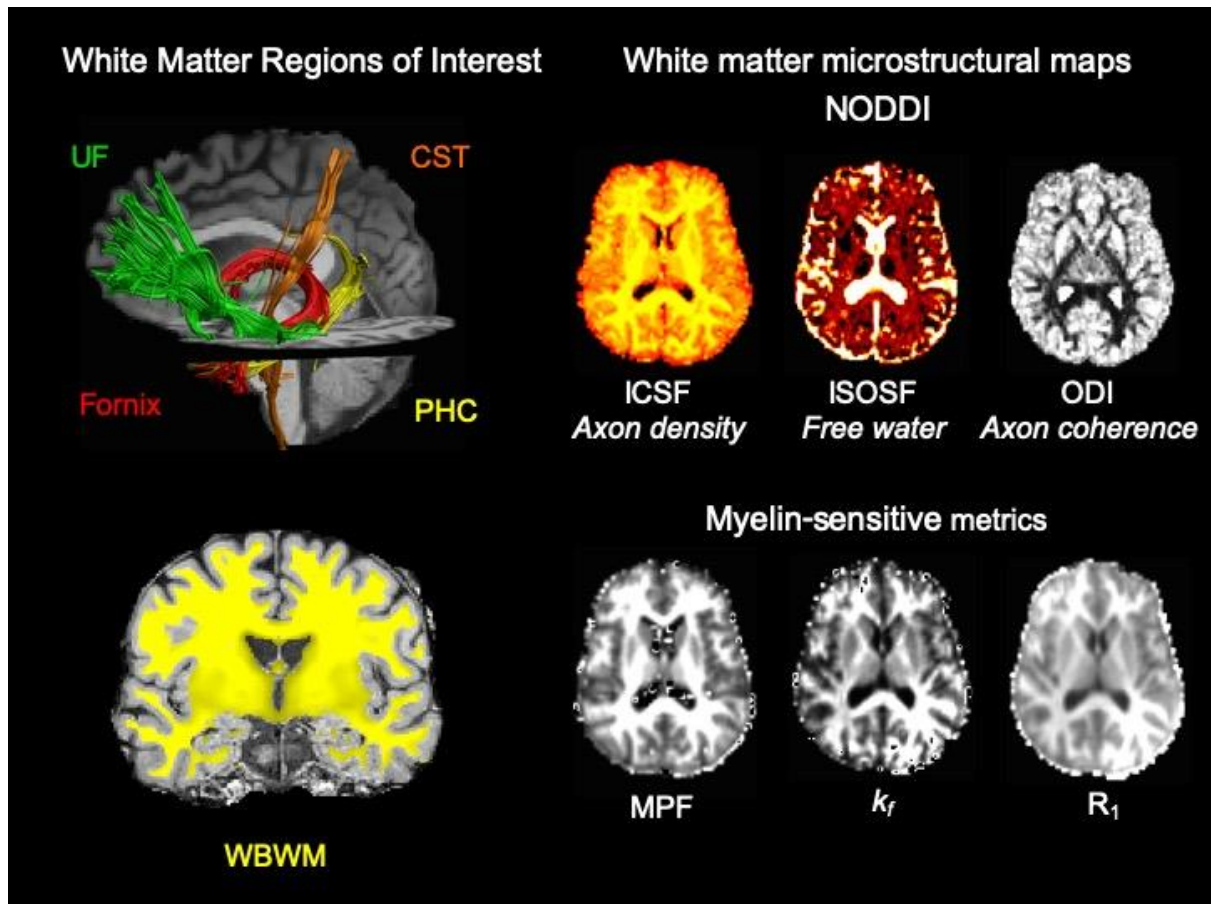 White Matter Regions of Interest
UF
CST
Fornix
PHC
WBWM
White matter microstructural maps
NODDI
ICSF
Axon density
ISOSF
Free water
ODI
Axon coherence
Myelin-sensitive metrics
MPF
k_f
R₁